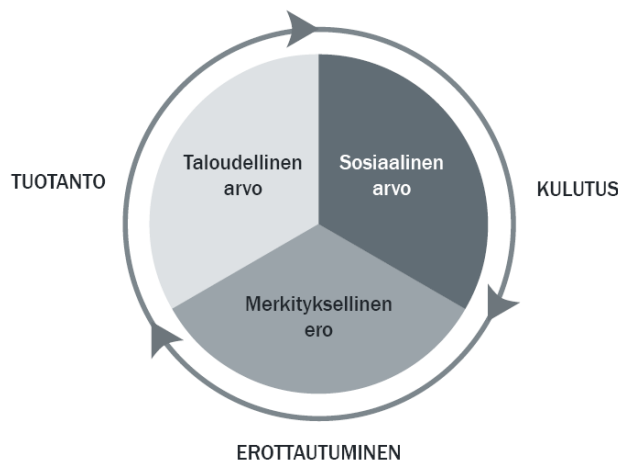 Taloudellinen
arvo
Sosiaalinen
arvo
TUOTANTO
KULUTUS
Merkityksellinen
ero
EROTTAUTUMINEN